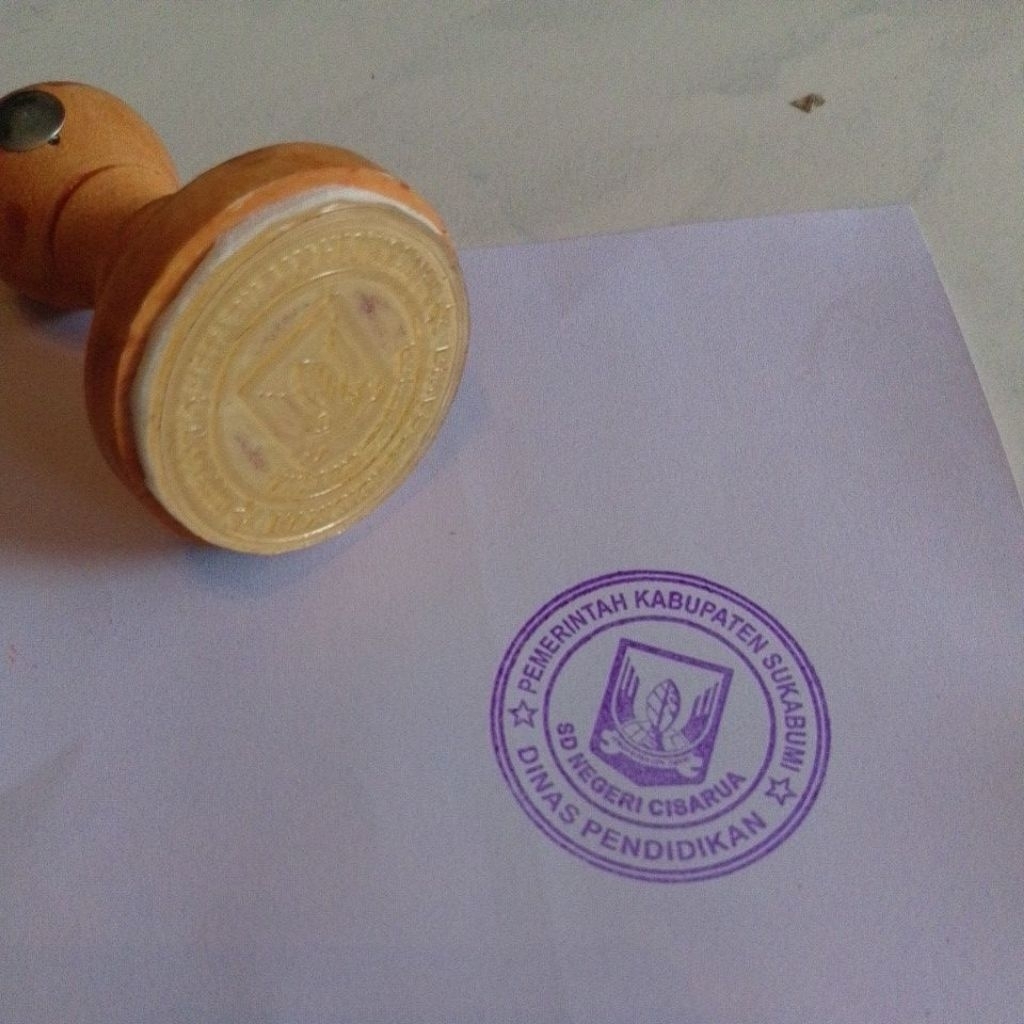 PEMERINTAH KABUPATEN SUKABUMI
SD NEGERI CISARUA
DINAS PENDIDIKAN